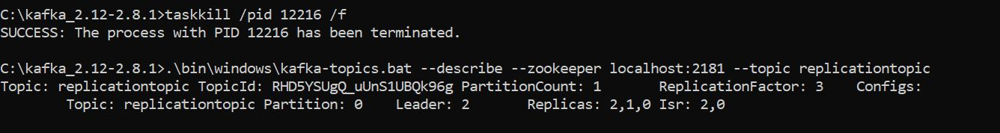 C:\kafka_2.12-2.8.1>taskkill /pid 12216 /f
SUCCESS: The process with PID 12216 has been terminated.
C:\kafka_2.12-2.8.1>.\bin\windows\kafka-topics.bat --describe --zookeeper localhost:2181 --topic replicationtopic
Topic: replicationtopic TopicId: RHD5YSUgQ_uUnS1UBQk96g PartitionCount: 1 ReplicationFactor: 3 Configs:
Topic: replicationtopic Partition: 0 Leader: 2 Replicas: 2,1,0 Isr: 2,0